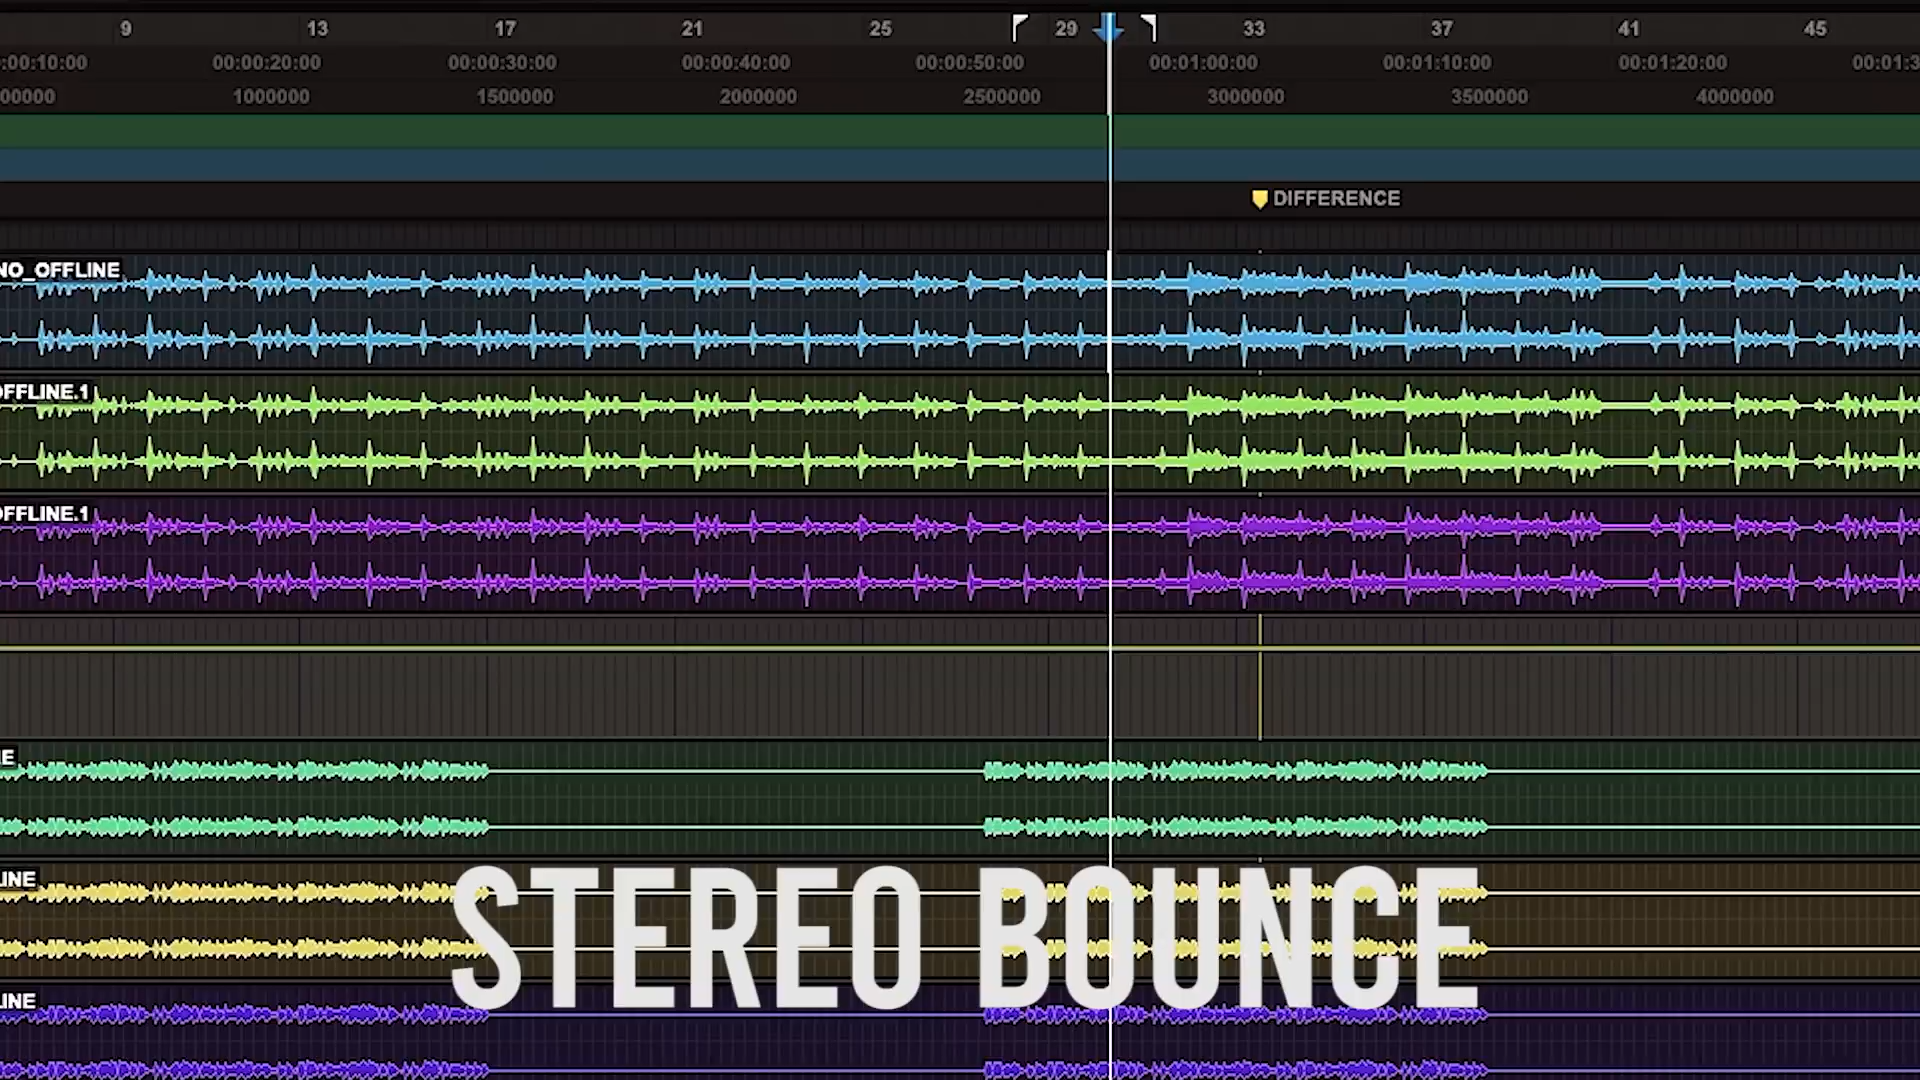 9 13 17 21 25 29 33 37 41 45
:00:10:00 00:00:20:00 00:00:30:00 00:00:40:00 00:00:50:00 00:01:00:00 00:01:10:00 00:01:20:00 00:01:3
00000 1000000 1500000 2000000 2500000 3000000 3500000 4000000
DIFFERENCE
NO_OFFLINE
OFFLINE.1
OFFLINE.1
E
LINE
STEREO BOUNCE
LINE